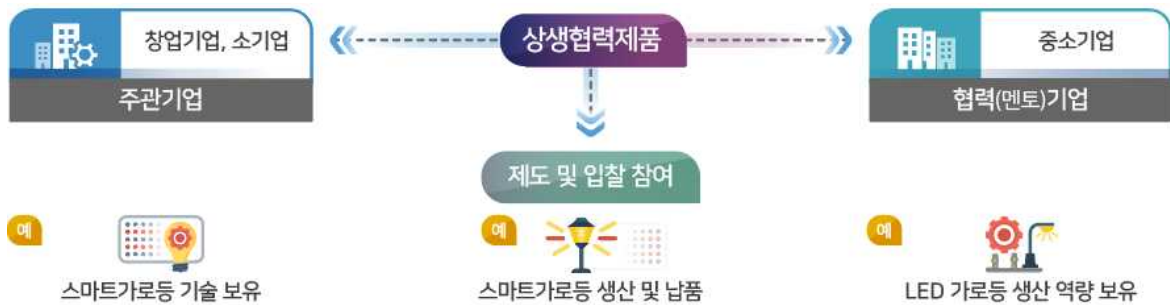 창업기업, 소기업
주관기업
상생협력제품
중소기업
협력(멘토)기업
제도 및 입찰 참여
예
스마트가로등 기술 보유
예
스마트가로등 생산 및 납품
예
LED 가로등 생산 역량 보유